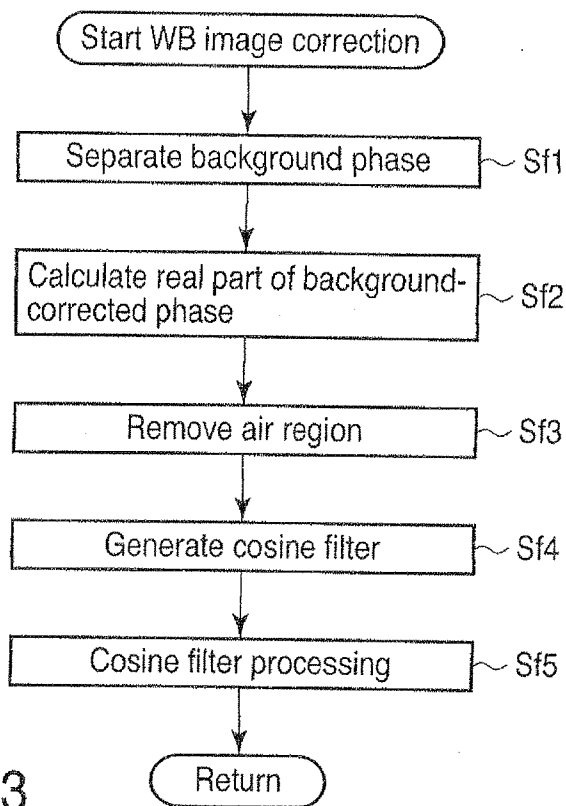 Start WB image correction
Separate background phase
Sf1
Calculate real part of background-
corrected phase
Sf2
Remove air region
Sf3
Generate cosine filter
Sf4
Cosine filter processing
Sf5
Return
3